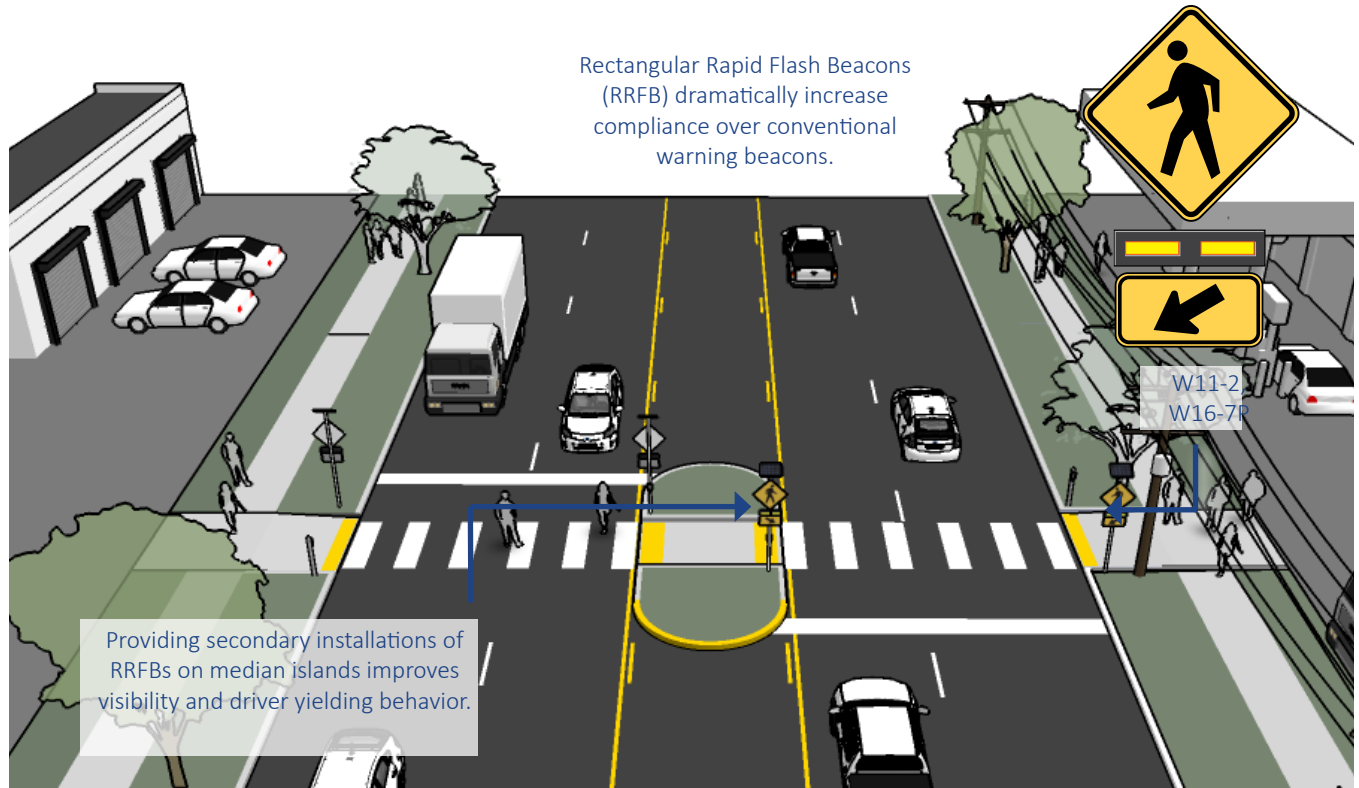 Rectangular Rapid Flash Beacons
(RRFB) dramatically increase
compliance over conventional
warning beacons.
W11-2,
W16-7P
Providing secondary installations of
RRFBs on median islands improves
visibility and driver yielding behavior.